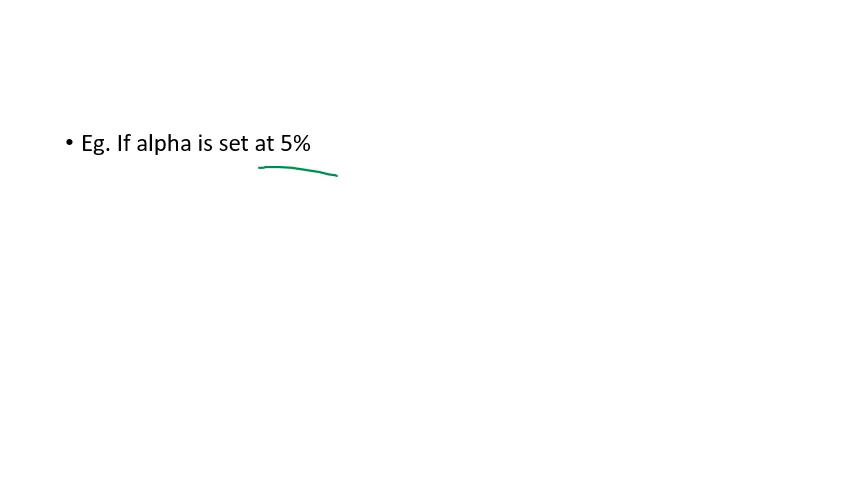 • Eg. If alpha is set at 5%